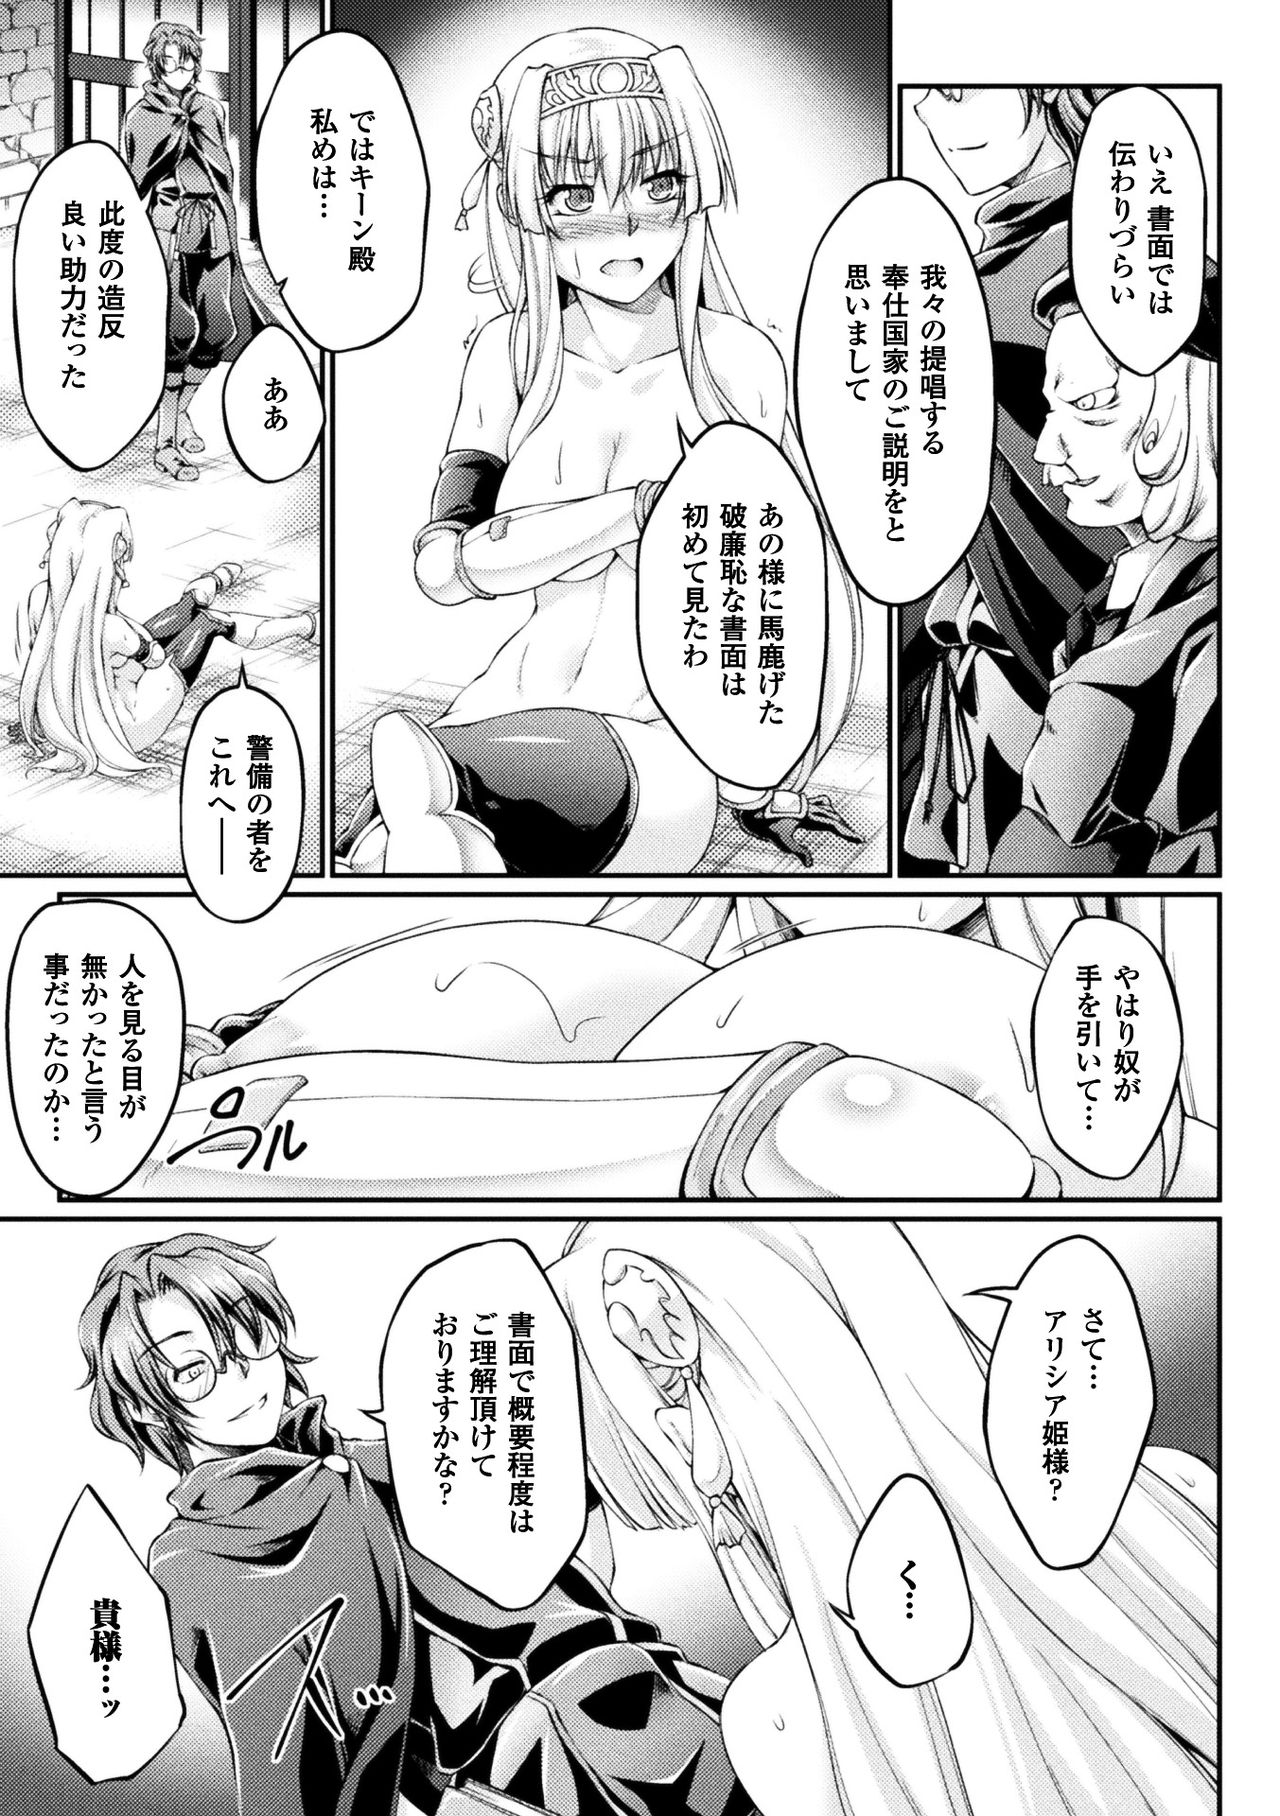 いえ 書面では
伝わりづらい
我々の提唱する
奉仕国家のご説明をと
思いまして
あの様に馬鹿げた
破廉恥な書面は
初めて見たわ
ではキーン殿
私めは…
ああ
此度の造反
良い助力だった
警備の者を
これへ――
やはり奴が
手を引いて…
人を見る目が
無かったと言う
事だったのか…
プル
さて…
アリシア姫様?
く…
書面で概要程度は
ご理解頂けて
おりますかな?
ス…
貴様…ッ